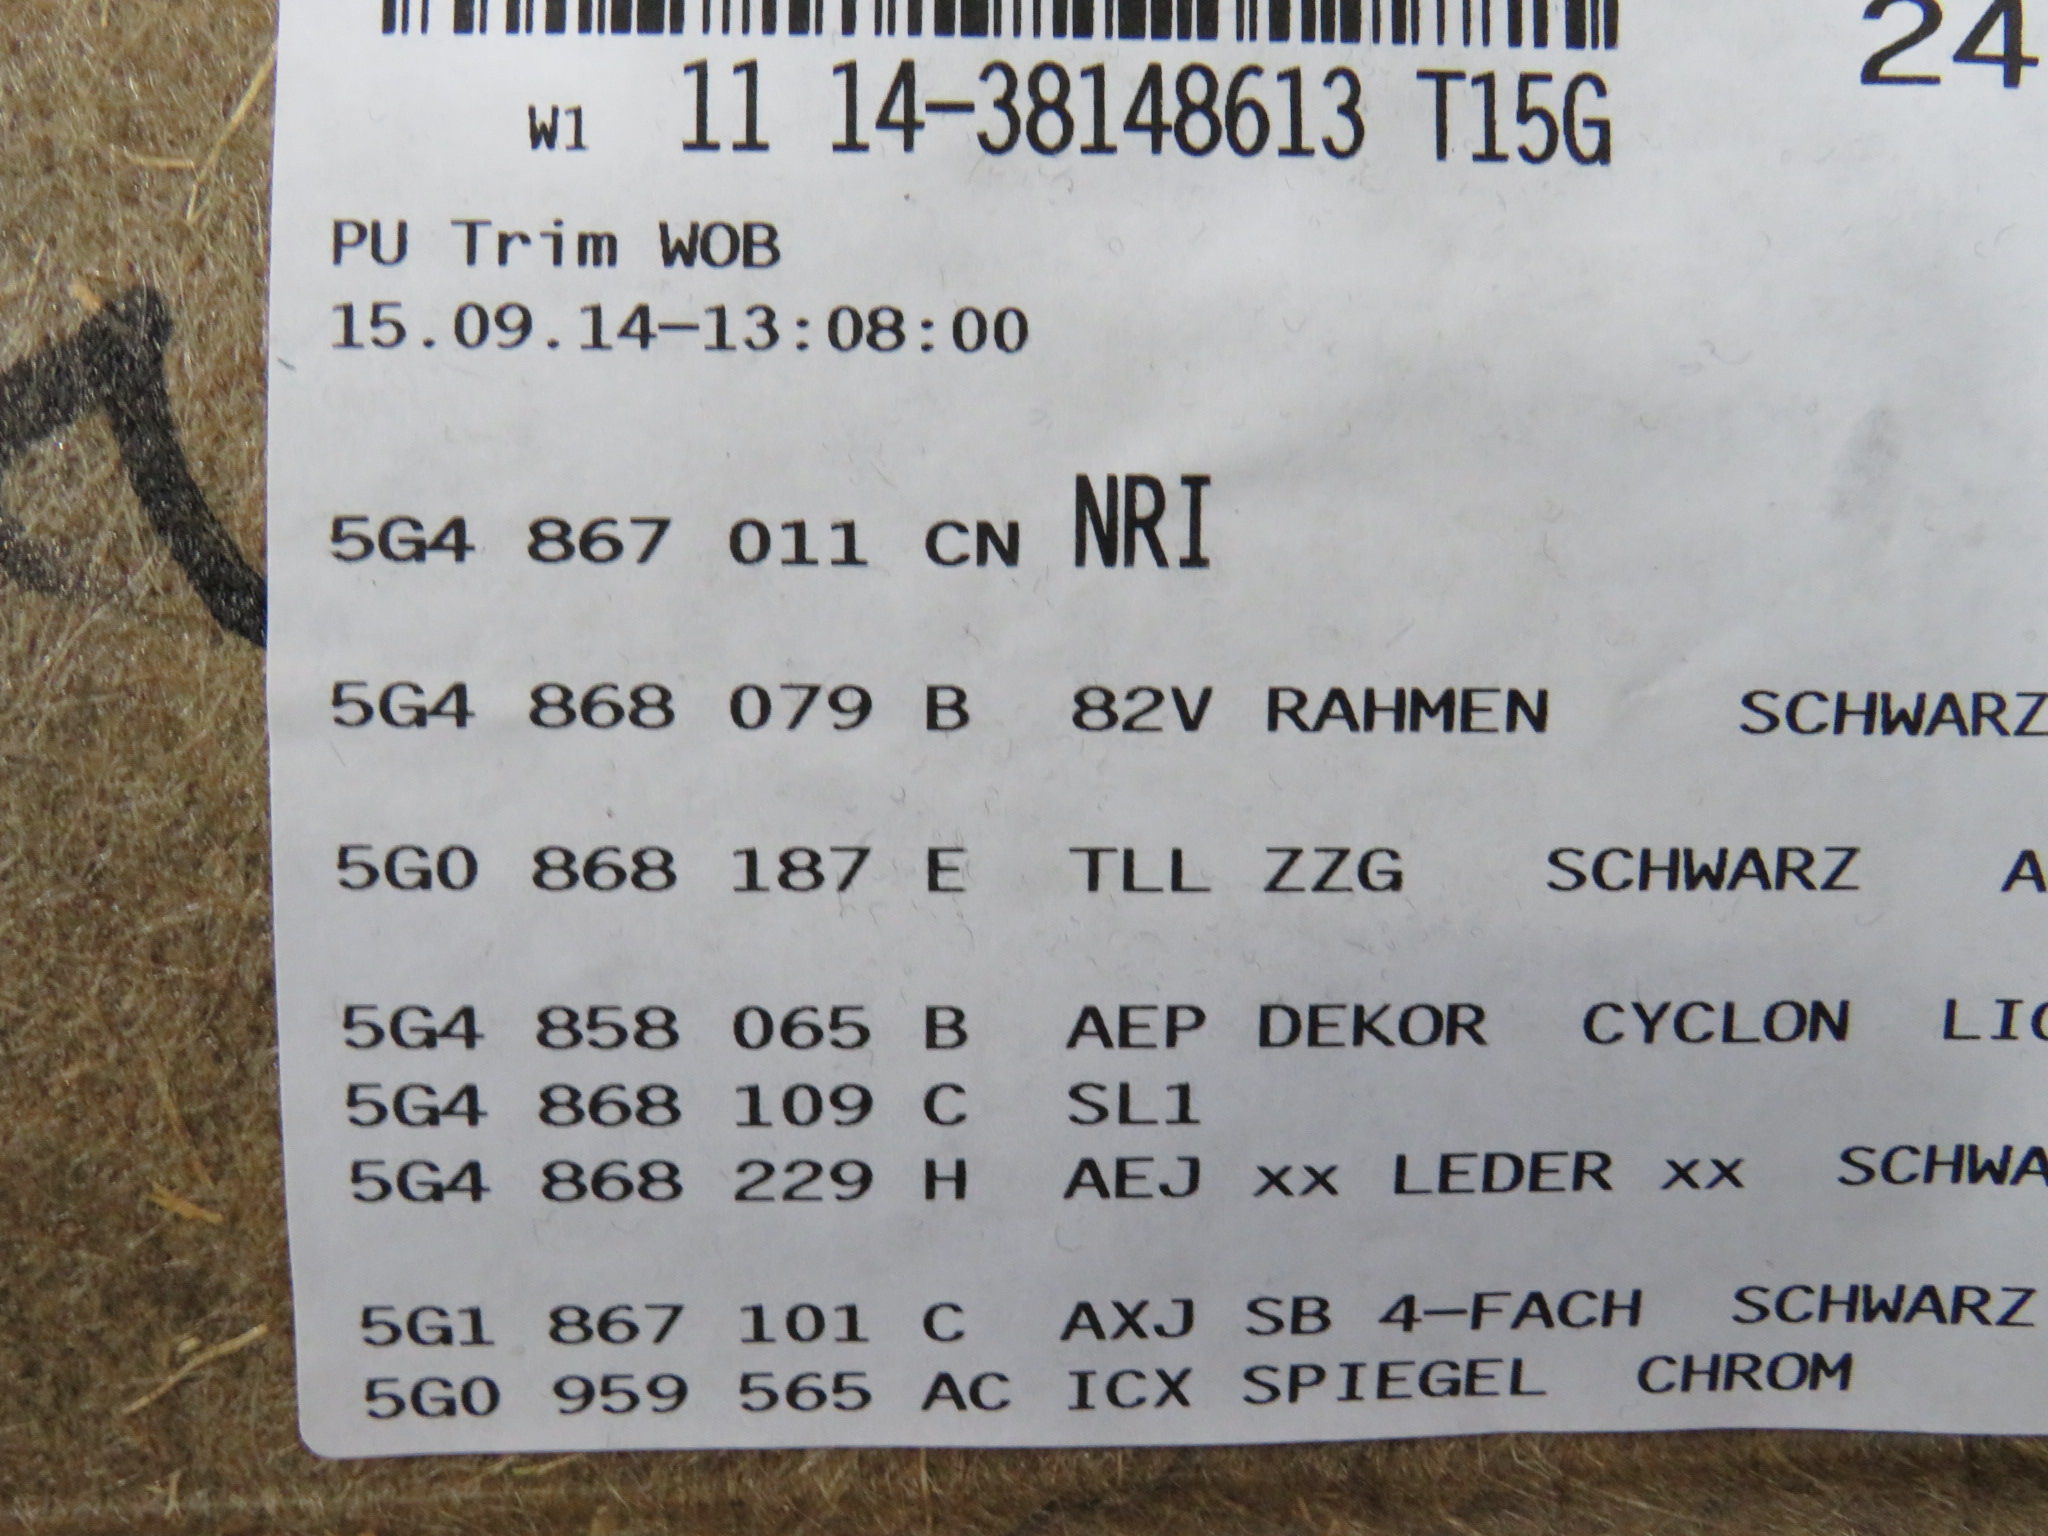 24
W1 11 14-38148613 T15G
PU Trim WOB
15.09.14-13:08:00
5G4 867 011 CN NRI
5G4 868 079 B 82V RAHMEN SCHWARZ
5G0 868 187 E TLL ZZG SCHWARZ A
5G4 858 065 B AEP DEKOR CYCLON LIC
5G4 868 109 C SL1
5G4 868 229 H AEJ xx LEDER xx SCHWA
5G1 867 101 C AXJ SB 4-FACH SCHWARZ
5G0 959 565 AC ICX SPIEGEL CHROM